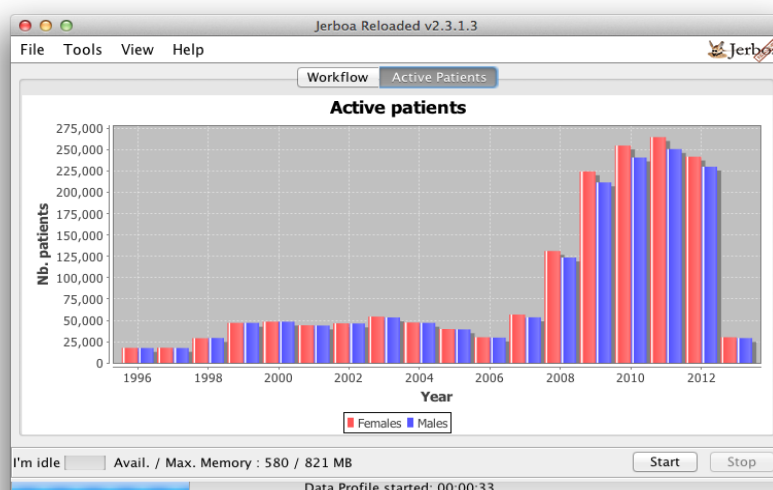 Jerboa Reloaded v2.3.1.3
File Tools View Help
Workflow Active Patients
Active patients
275,000
250,000
225,000
200,000
175,000
150,000
125,000
100,000
75,000
50,000
25,000
0
Nb. patients
1996 1998 2000 2002 2004 2006 2008 2010 2012
Year
Females Males
I'm idle Avail. / Max. Memory : 580 / 821 MB Start Stop
Data Profile started: 00:00:33